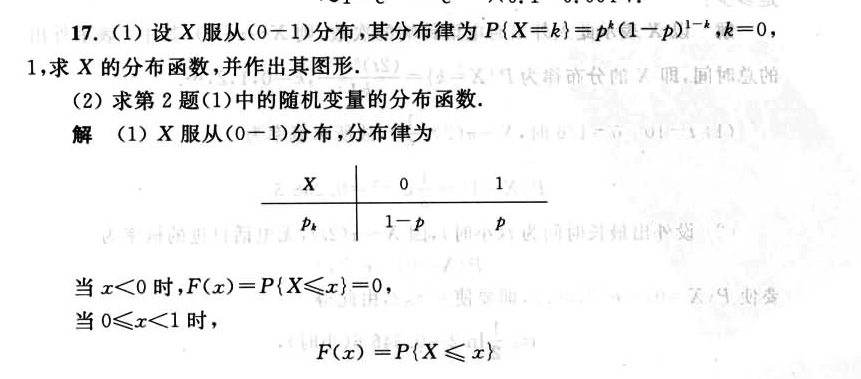 17. (1) 设 X 服从(0-1)分布,其分布律为 P{X=k}=p^k(1-p)^{1-k},k=0,
1,求 X 的分布函数,并作出其图形.
(2) 求第 2 题(1)中的随机变量的分布函数.
解 (1) X 服从(0-1)分布,分布律为
X 0 1
p_k 1-p p
当 x<0 时,F(x)=P{X≤x}=0,
当 0≤x<1 时,
F(x)=P{X≤x}